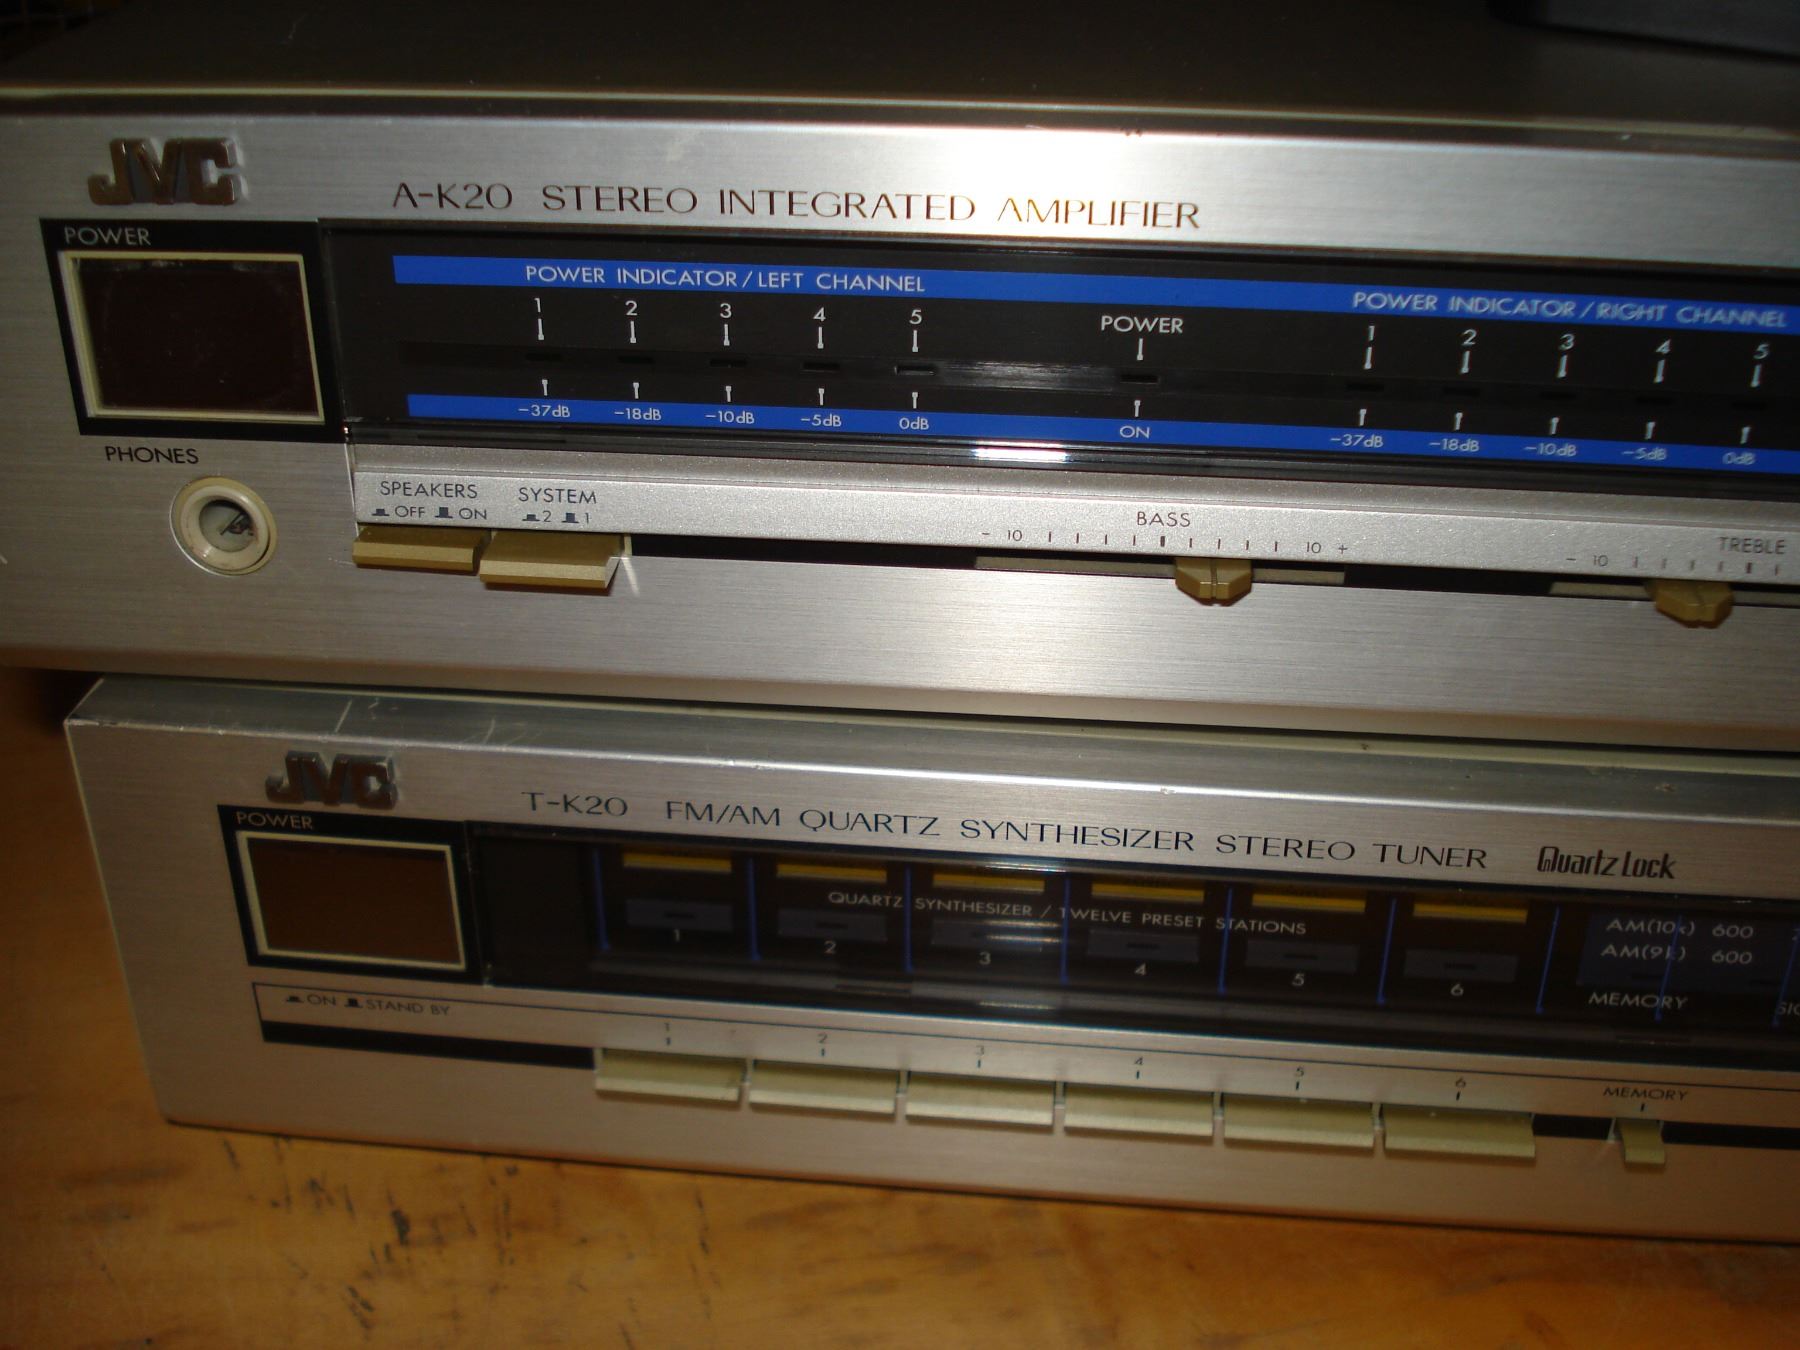 JVC
A-K20 STEREO INTEGRATED AMPLIFIER
POWER
POWER INDICATOR/LEFT CHANNEL
POWER INDICATOR/RIGHT CHANNEL
1 2 3 4 5 POWER 1 2 3 4 5
-37dB -18dB -10dB -5dB 0dB ON -37dB -18dB -10dB -5dB 0dB
PHONES
SPEAKERS SYSTEM
OFF ON 2 1
BASS
- 10 10 +
TREBLE
- 10
JVC
T-K20 FM/AM QUARTZ SYNTHESIZER STEREO TUNER Quartz Lock
POWER
QUARTZ SYNTHESIZER / TWELVE PRESET STATIONS
1 2 3 4 5 6
AM(10k) 600
AM(9k) 600
MEMORY
ON STAND BY
1 2 3 4 5 6 MEMORY